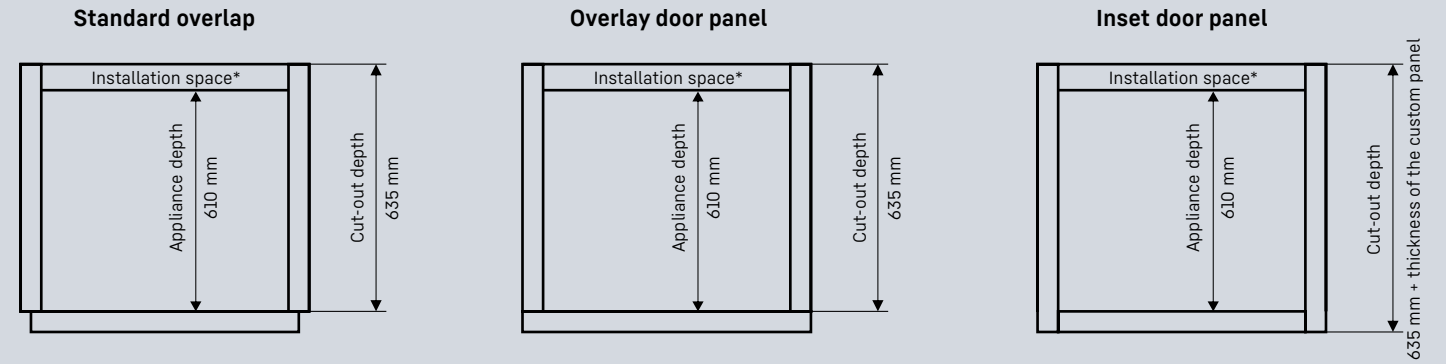 Standard overlap
Installation space*
Appliance depth
610 mm
Cut-out depth
635 mm
Overlay door panel
Installation space*
Appliance depth
610 mm
Cut-out depth
635 mm
Inset door panel
Installation space*
Appliance depth
610 mm
Cut-out depth
635 mm + thickness of the custom panel